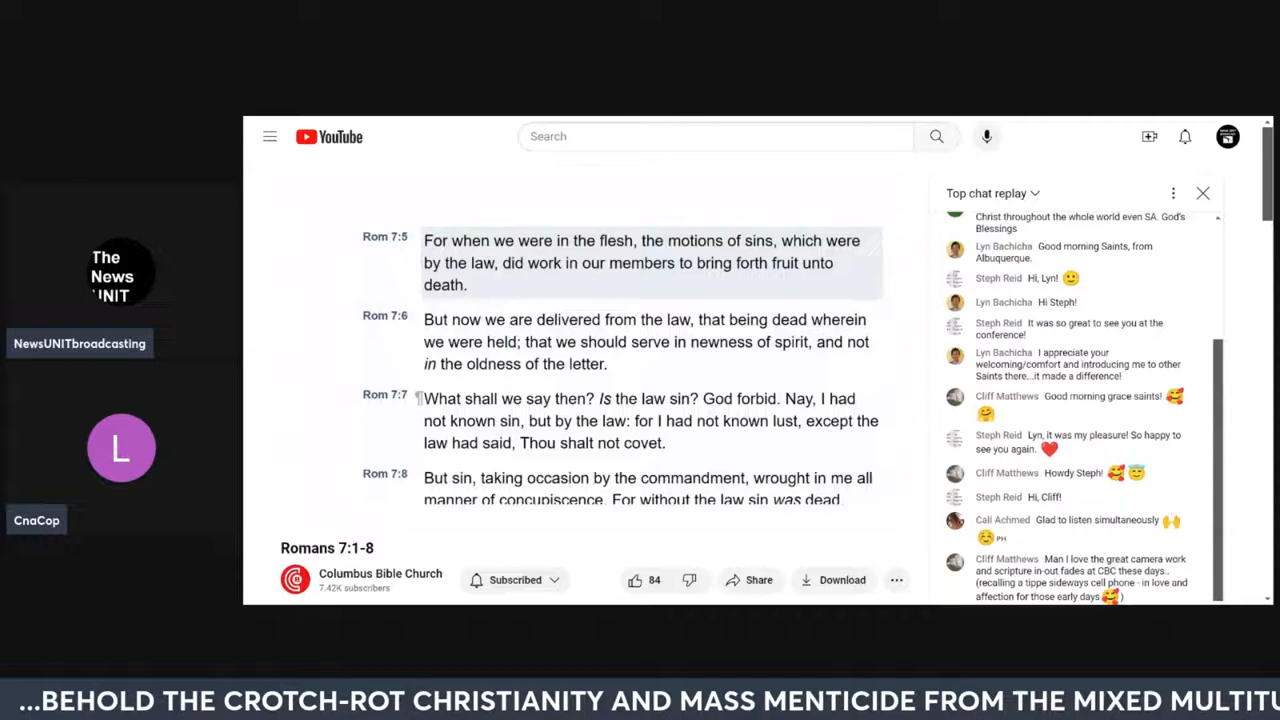 The
News
UNIT
NewsUNITbroadcasting
L
CnaCop
YouTube
Search
Rom 7:5
For when we were in the flesh, the motions of sins, which were
by the law, did work in our members to bring forth fruit unto
death.
Rom 7:6
But now we are delivered from the law, that being dead wherein
we were held; that we should serve in newness of spirit, and not
in the oldness of the letter.
Rom 7:7
¶What shall we say then? Is the law sin? God forbid. Nay, I had
not known sin, but by the law: for I had not known lust, except the
law had said, Thou shalt not covet.
Rom 7:8
But sin, taking occasion by the commandment, wrought in me all
manner of concupiscence. For without the law sin was dead.
Romans 7:1-8
Columbus Bible Church
7.42K subscribers
Subscribed
84
Share
Download
Top chat replay
Christ throughout the whole world even SA. God's
Blessings
Lyn Bachicha Good morning Saints, from
Albuquerque.
Steph Reid Hi, Lyn! 🙂
Lyn Bachicha Hi Steph!
Steph Reid It was so great to see you at the
conference!
Lyn Bachicha I appreciate your
welcoming/comfort and introducing me to other
Saints there...it made a difference!
Cliff Matthews Good morning grace saints! 🥰
🤗
Steph Reid Lyn, it was my pleasure! So happy to
see you again. ❤️
Cliff Matthews Howdy Steph! 🥰😇
Steph Reid Hi, Cliff!
Call Achmed Glad to listen simultaneously 🙌
☺️ PH
Cliff Matthews Man I love the great camera work
and scripture in-out fades at CBC these days..
(recalling a tippe sideways cell phone - in love and
affection for those early days🥰)
...BEHOLD THE CROTCH-ROT CHRISTIANITY AND MASS MENTICIDE FROM THE MIXED MULTITU